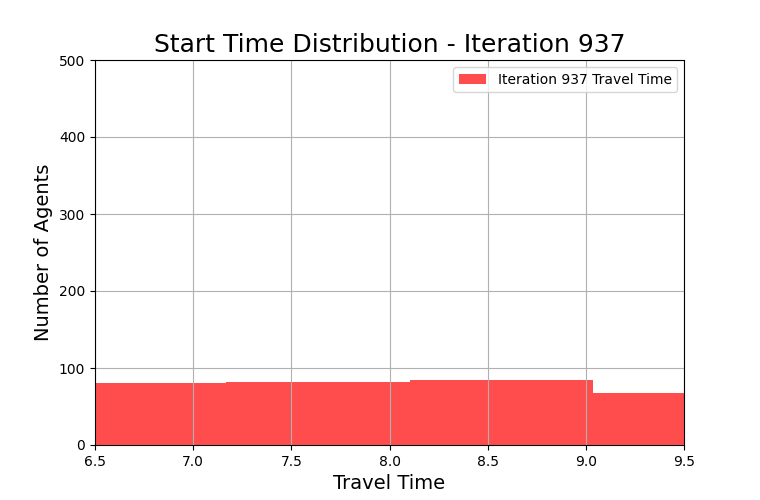 Start Time Distribution - Iteration 937
Iteration 937 Travel Time
Number of Agents
500
400
300
200
100
0
6.5 7.0 7.5 8.0 8.5 9.0 9.5
Travel Time